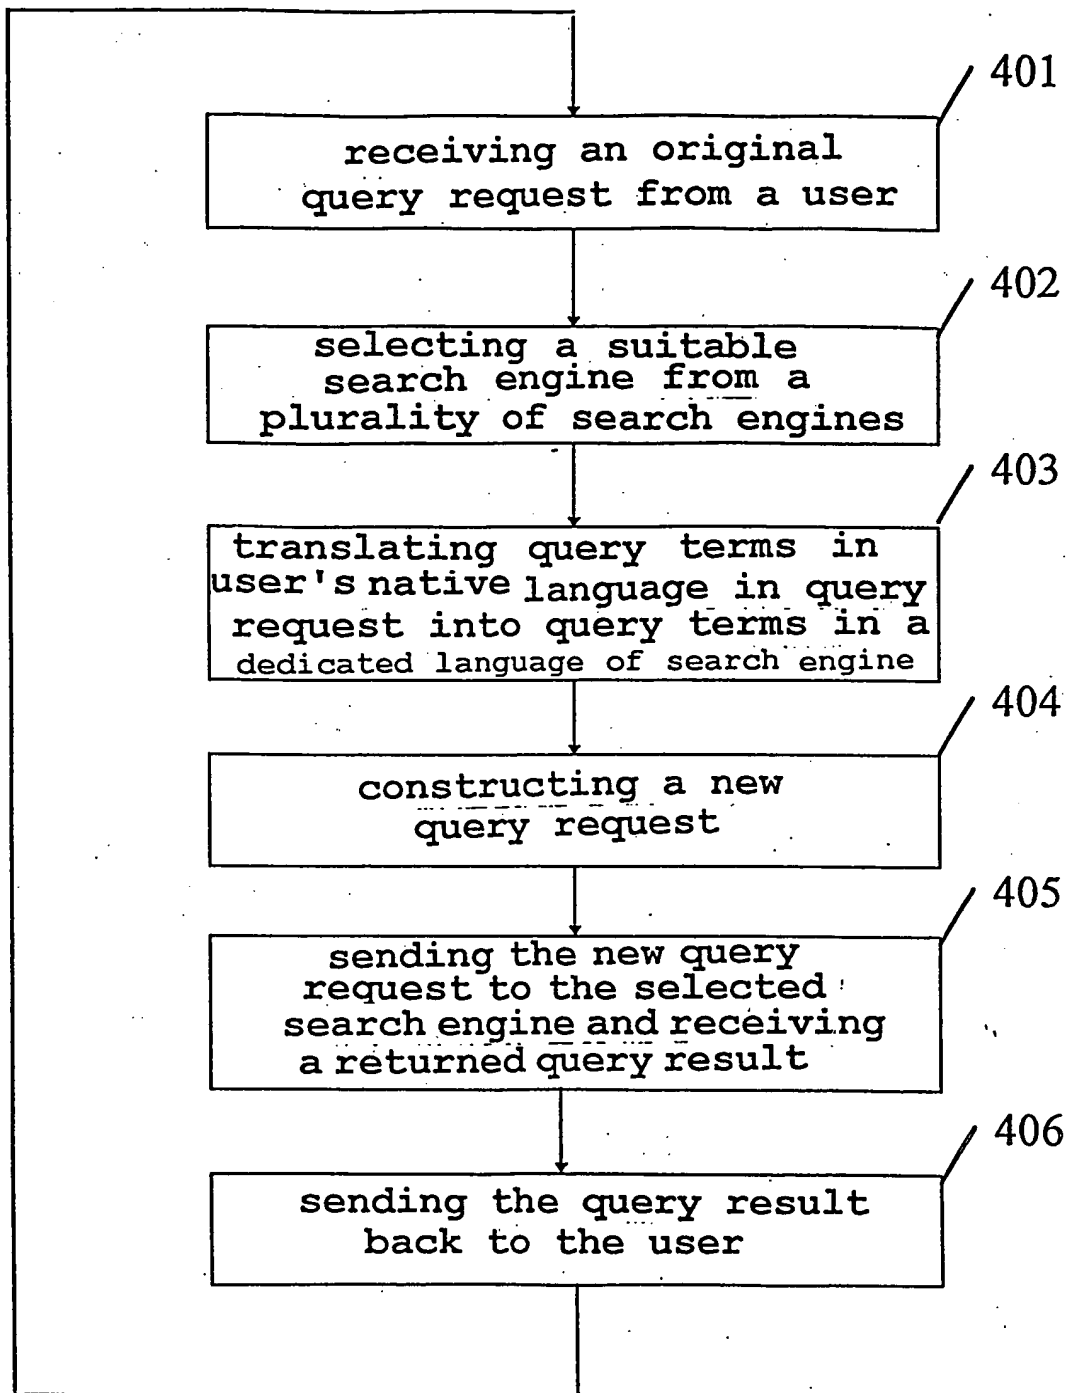 401
receiving an original
query request from a user
402
selecting a suitable
search engine from a
plurality of search engines
403
translating query terms in
user's native language in query
request into query terms in a
dedicated language of search engine
404
constructing a new
query request
405
sending the new query
request to the selected
search engine and receiving
a returned query result
406
sending the query result
back to the user